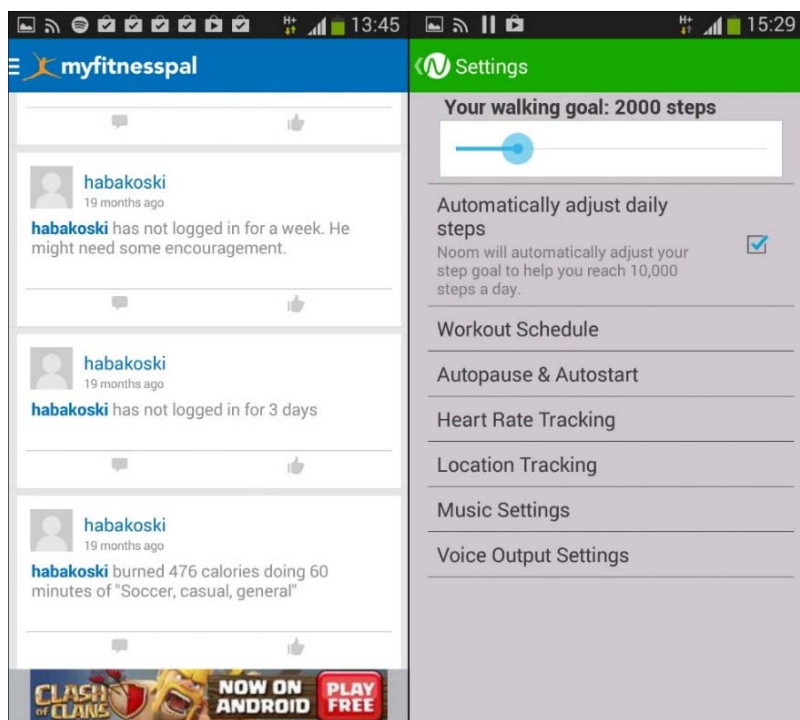 13:45
myfitnesspal
habakoski
19 months ago
habakoski has not logged in for a week. He
might need some encouragement.
habakoski
19 months ago
habakoski has not logged in for 3 days
habakoski
19 months ago
habakoski burned 476 calories doing 60
minutes of "Soccer, casual, general"
CLASH
OF CLANS
NOW ON
ANDROID
PLAY
FREE
H+
15:29
Settings
Your walking goal: 2000 steps
Automatically adjust daily
steps
Noom will automatically adjust your
step goal to help you reach 10,000
steps a day.
Workout Schedule
Autopause & Autostart
Heart Rate Tracking
Location Tracking
Music Settings
Voice Output Settings